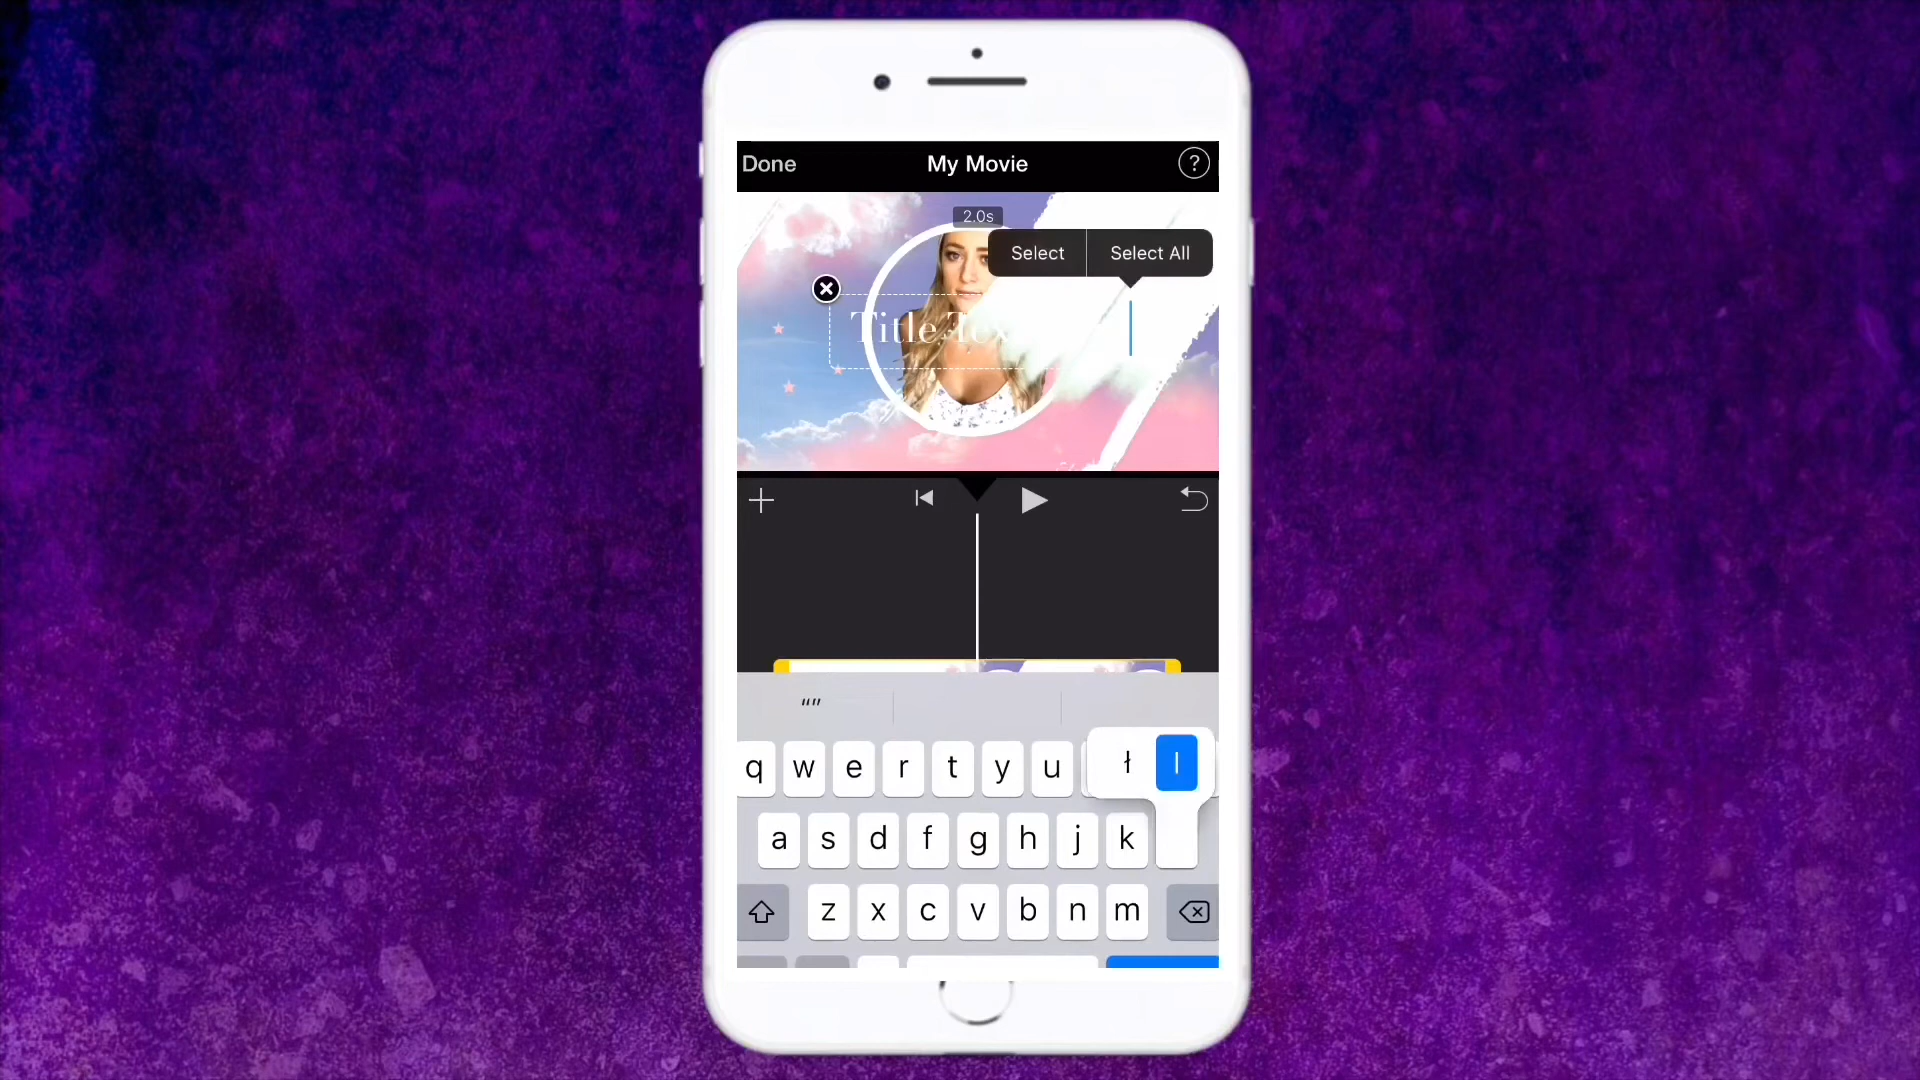 Done My Movie ?
2.0s
Select Select All
Title Tex
“”
ł l
q w e r t y u
a s d f g h j k
z x c v b n m